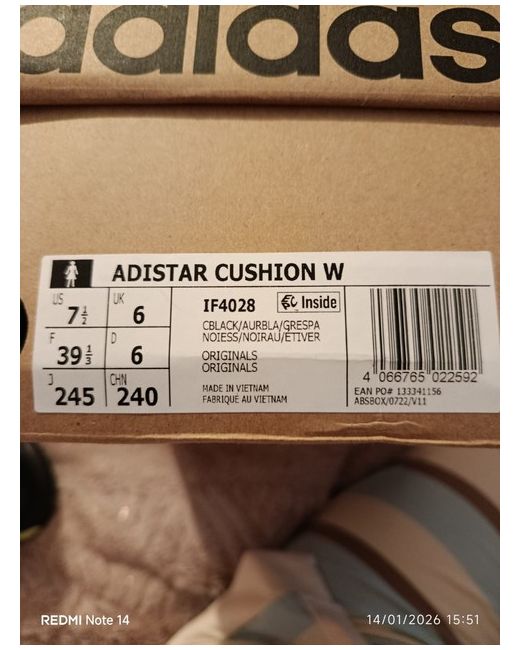 adidas
ADISTAR CUSHION W
US 7½ UK 6
F 39⅓ D 6
J 245 CHN 240
IF4028 Inside
CBLACK/AURBLA/GRESPA
NOIESS/NOIRAU/ETIVER
ORIGINALS
ORIGINALS
MADE IN VIETNAM
FABRIQUÉ AU VIETNAM
4 066765 022592
EAN PO# 133341156
ABSBOX/0722/V11
REDMI Note 14
14/01/2026 15:51